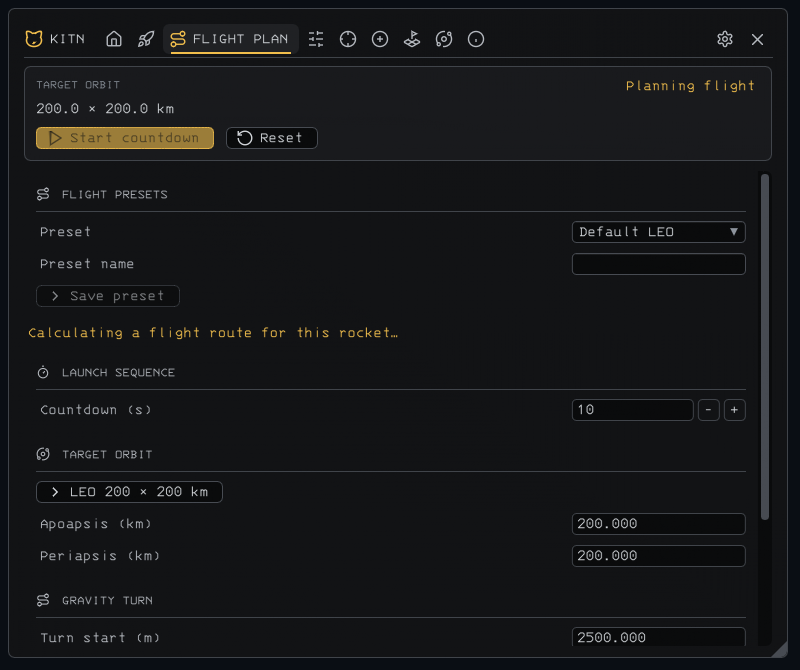 KITN FLIGHT PLAN
TARGET ORBIT
Planning flight
200.0 × 200.0 km
Start countdown Reset
FLIGHT PRESETS
Preset Default LEO
Preset name
Save preset
Calculating a flight route for this rocket…
LAUNCH SEQUENCE
Countdown (s) 10 - +
TARGET ORBIT
LEO 200 × 200 km
Apoapsis (km) 200.000
Periapsis (km) 200.000
GRAVITY TURN
Turn start (m) 2500.000